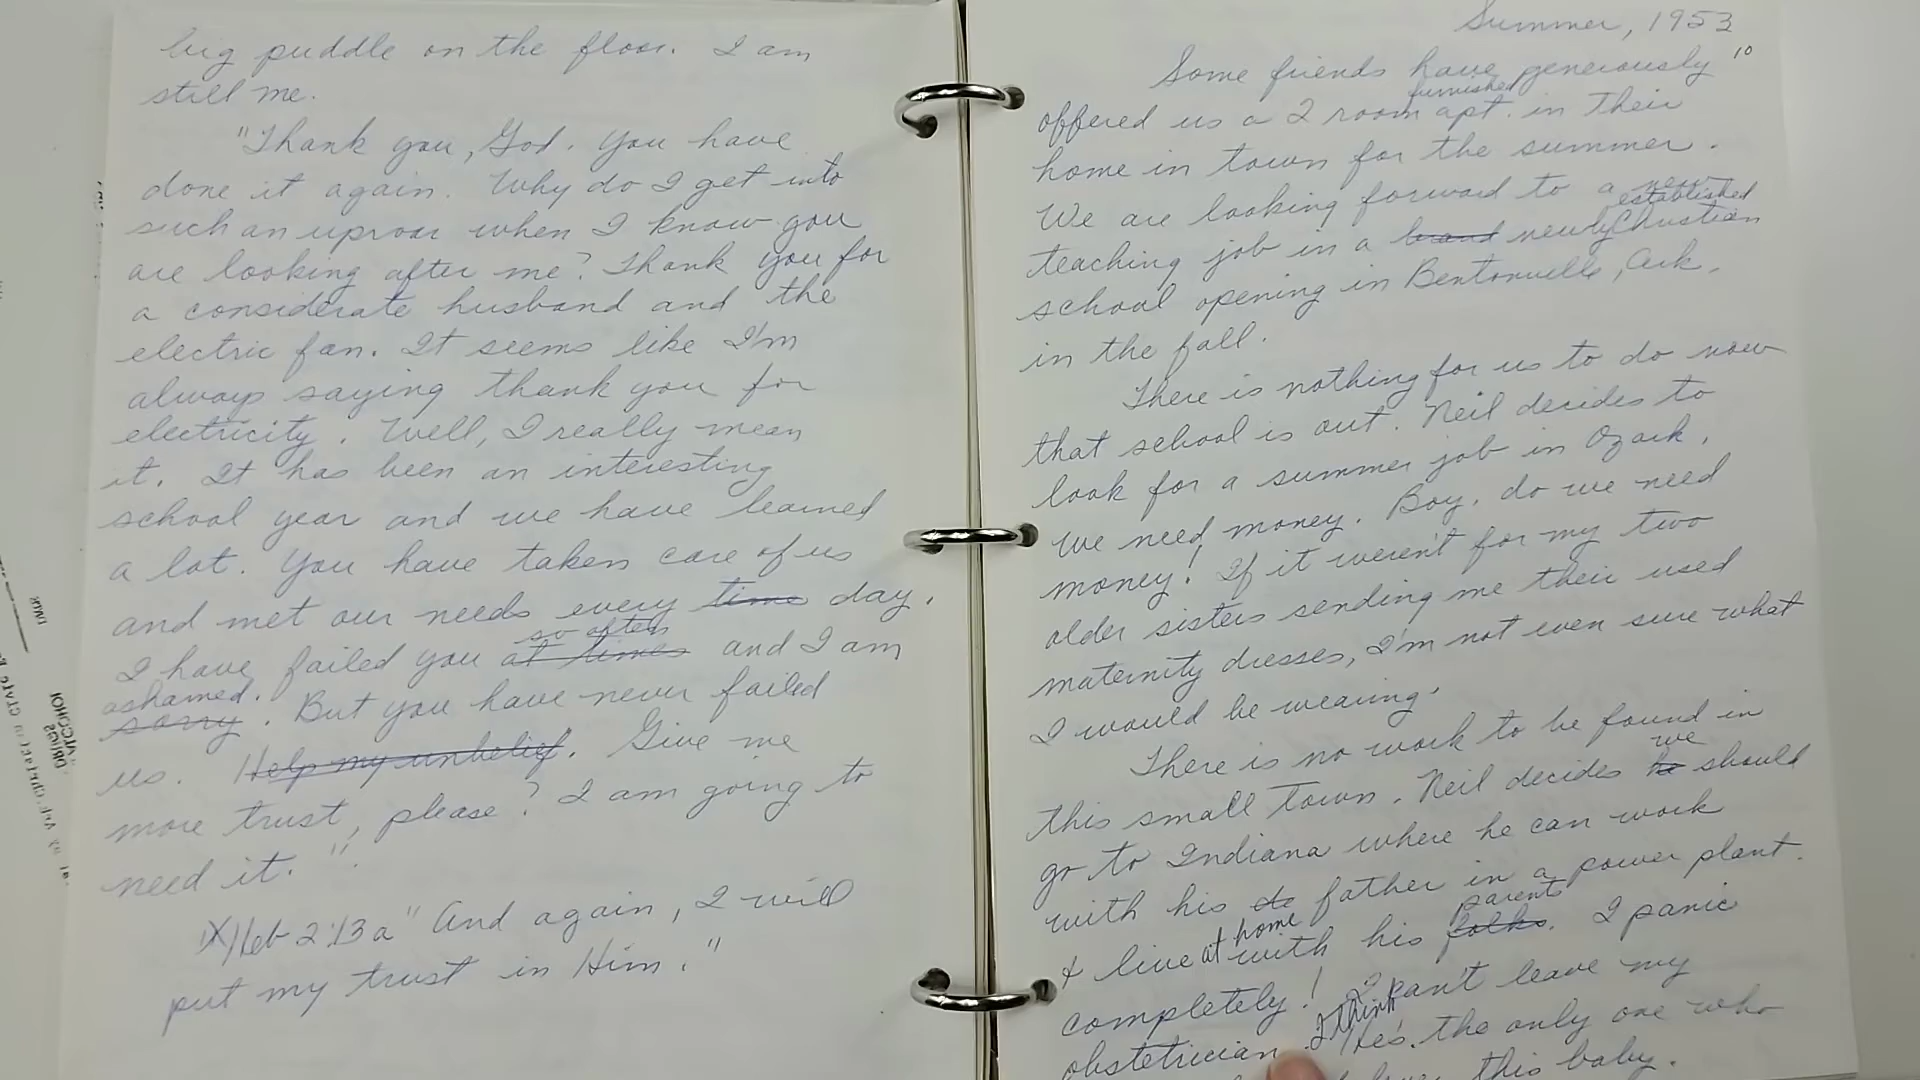 big puddle on the floor. I am
still me.
"Thank you, God. You have
done it again. Why do I get into
such an uproar when I know you
are looking after me? Thank you for
a considerate husband and the
electric fan. It seems like I'm
always saying thank you for
electricity. Well, I really mean
it. It has been an interesting
school year and we have learned
a lot. You have taken care of us
and met our needs every time day.
so often
I have failed you at times and I am
ashamed.
sorry. But you have never failed
us. Help my unbelief. Give me
more trust, please? I am going to
need it."
Heb 2:13a "And again, I will
put my trust in Him."
Summer, 1953
10
Some friends have generously
furnished
offered us a 2 room apt. in their
home in town for the summer.
We are looking forward to a new
established
teaching job in a brand newly Christian
school opening in Bentonville, Ark.
in the fall.
There is nothing for us to do now
that school is out. Neil decides to
look for a summer job in Ozark.
We need money. Boy, do we need
money! If it weren't for my two
older sisters sending me their used
maternity dresses, I'm not even sure what
I would be wearing.
There is no work to be found in
we
this small town. Neil decides he should
go to Indiana where he can work
with his father in a power plant.
home parents
& live at with his folks. I panic
completely! I can't leave my
I think
obstetrician. He's the only one who
this baby.